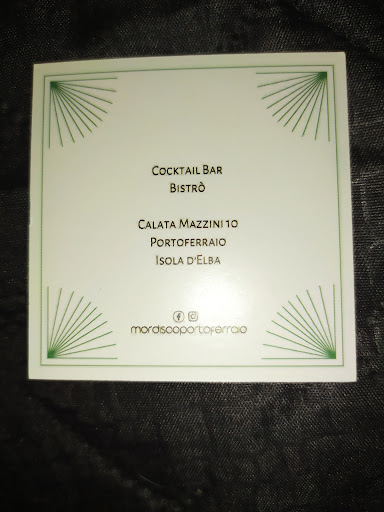 Cocktail Bar
Bistrò
Calata Mazzini 10
Portoferraio
Isola d'Elba
mordiscoportoferraio